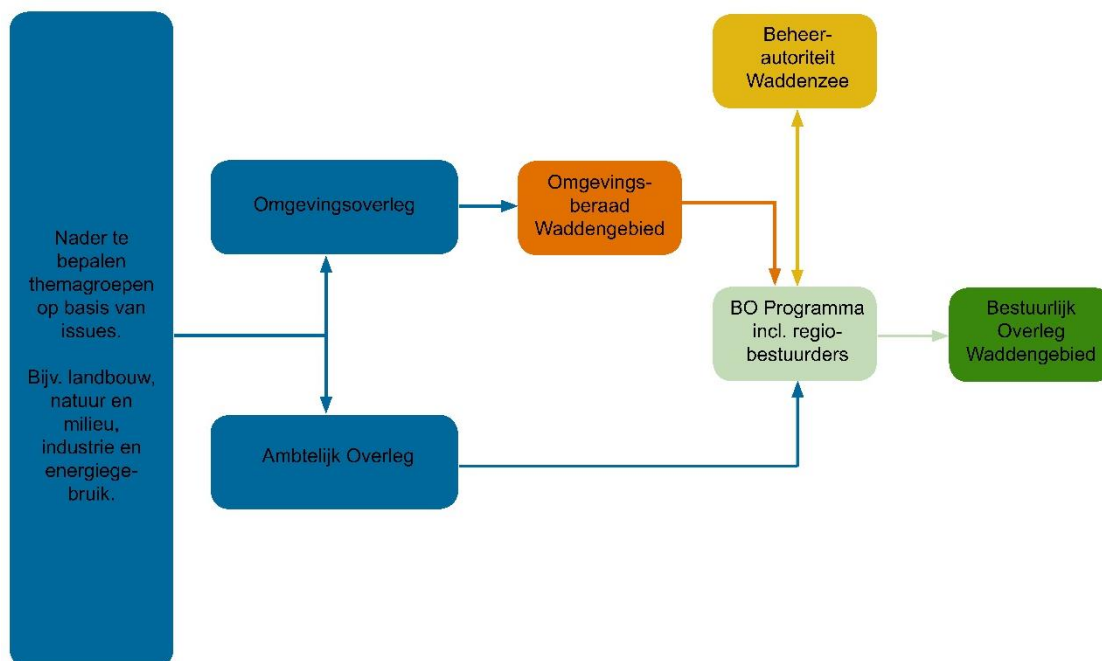 Nader te
bepalen
themagroepen
op basis van
issues.
Bijv. landbouw,
natuur en
milieu,
industrie en
energiege-
bruik.
Omgevingsoverleg
Ambtelijk Overleg
Omgevings-
beraad
Waddengebied
Beheer-
autoriteit
Waddenzee
BO Programma
incl. regio-
bestuurders
Bestuurlijk
Overleg
Waddengebied